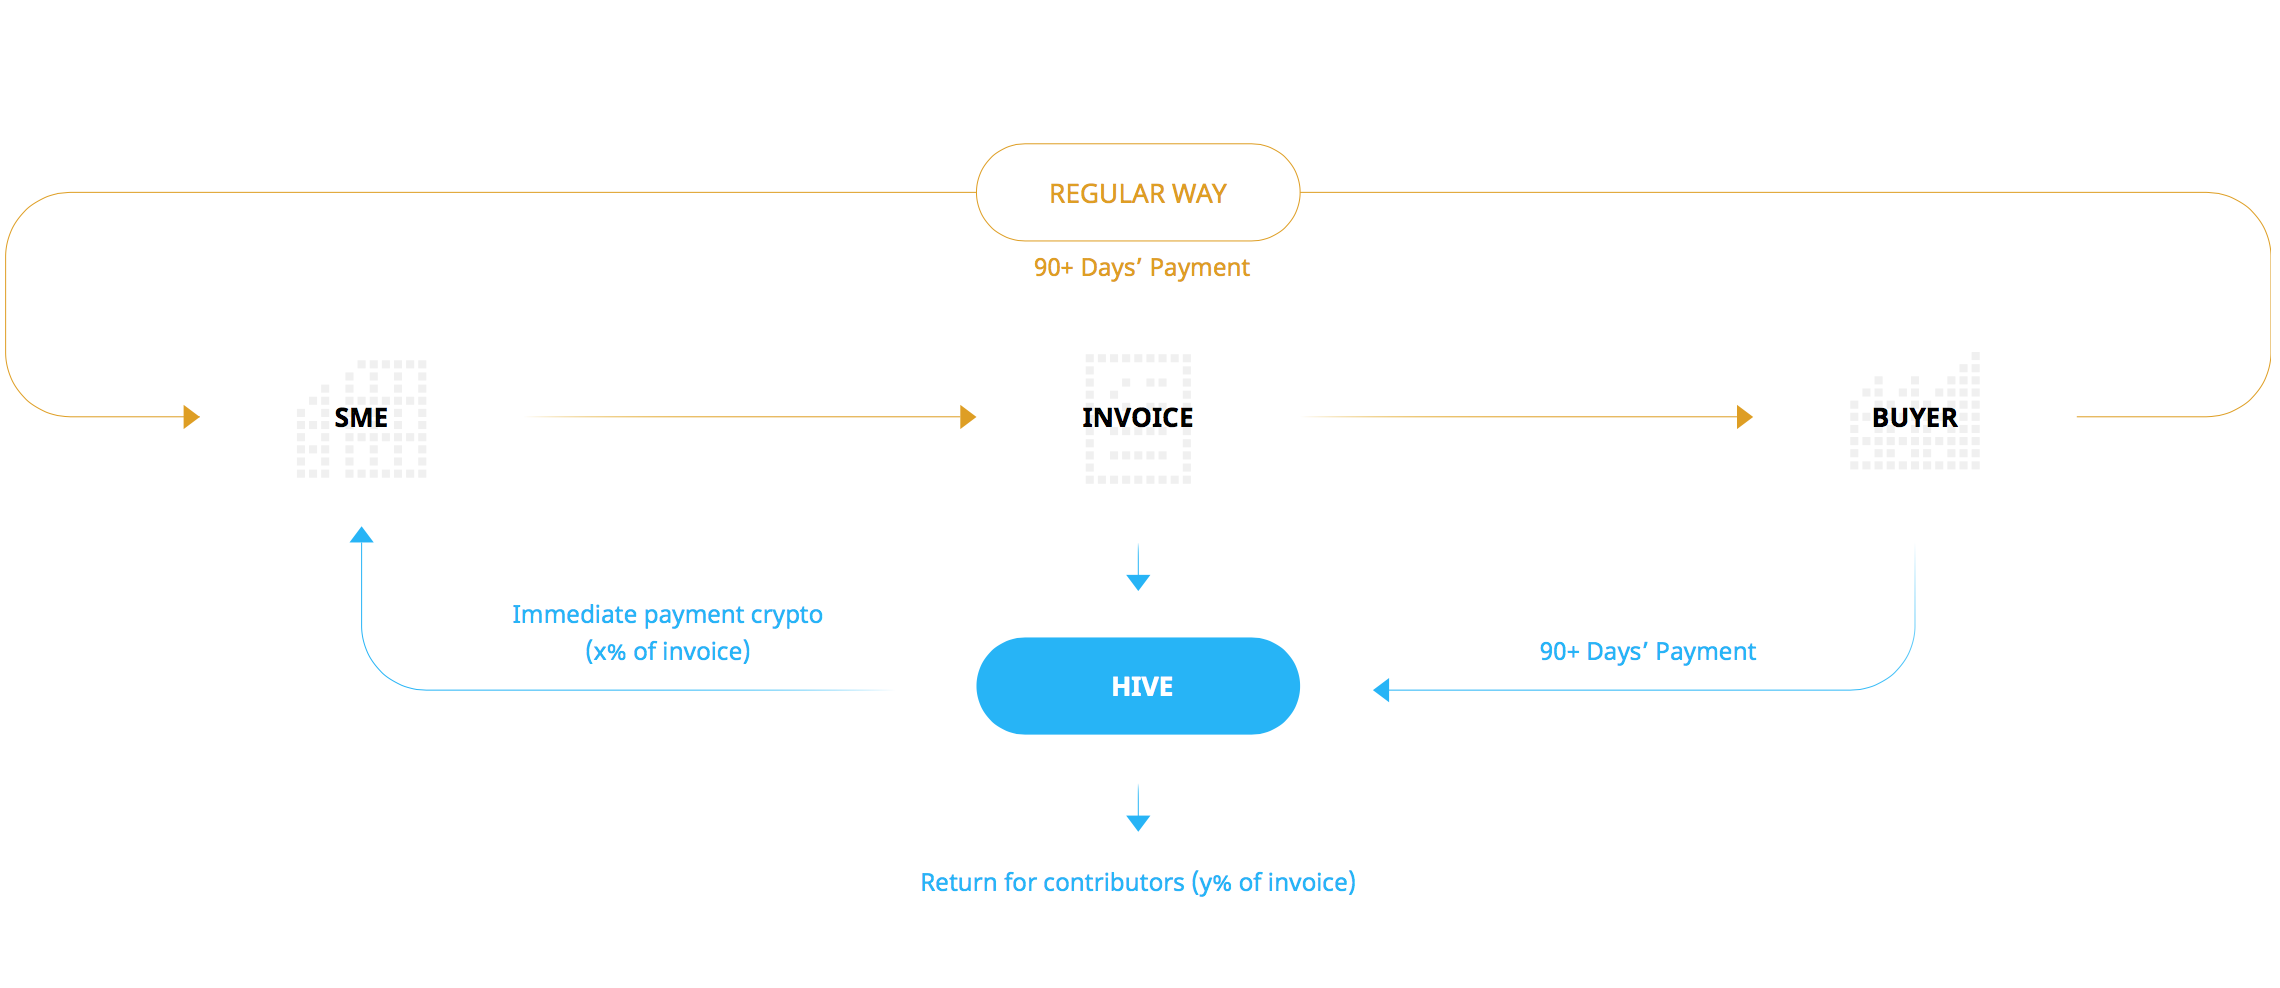 REGULAR WAY
90+ Days’ Payment
SME
INVOICE
BUYER
Immediate payment crypto
(x% of invoice)
90+ Days’ Payment
HIVE
Return for contributors (y% of invoice)